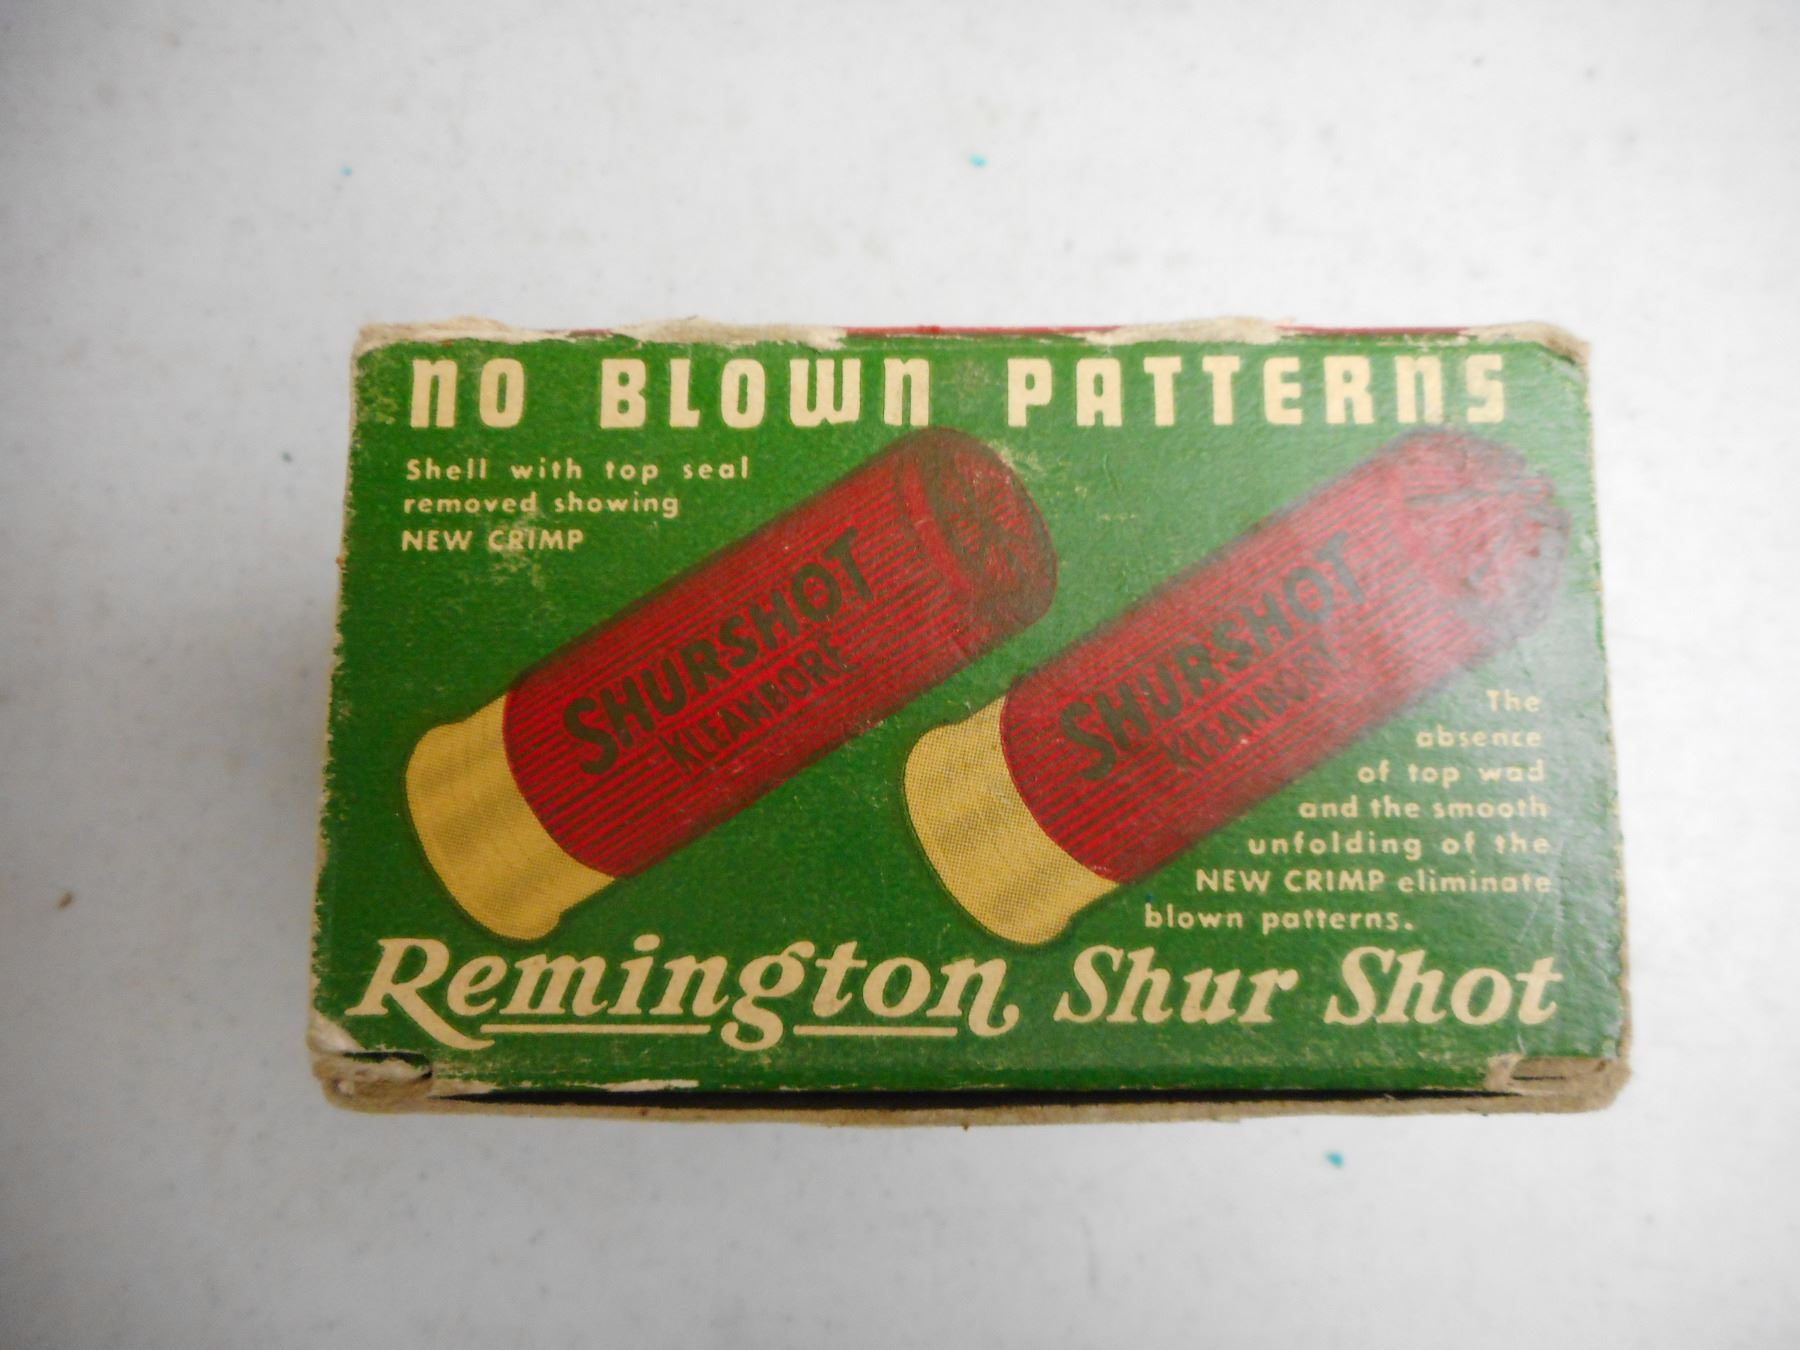 NO BLOWN PATTERNS
Shell with top seal
removed showing
NEW CRIMP
SHURSHOT
KLEANBORE
SHURSHOT
KLEANBORE
The
absence
of top wad
and the smooth
unfolding of the
NEW CRIMP eliminate
blown patterns.
Remington Shur Shot